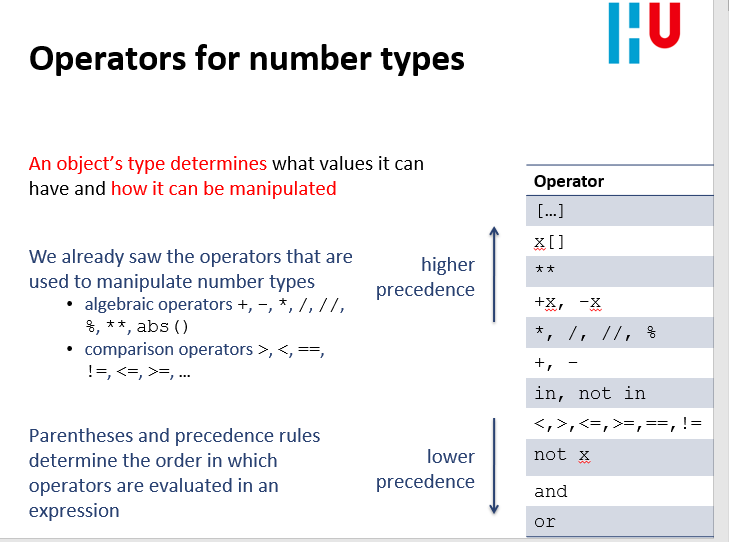 HU
Operators for number types
An object's type determines what values it can
have and how it can be manipulated
We already saw the operators that are
used to manipulate number types
• algebraic operators +, -, *, /, //,
%, **, abs()
• comparison operators >, <, ==,
!=, <=, >=, …
Parentheses and precedence rules
determine the order in which
operators are evaluated in an
expression
higher
precedence
lower
precedence
Operator
[…]
x[]
**
+x, -x
*, /, //, %
+, -
in, not in
<,>,<=,>=,==,!=
not x
and
or